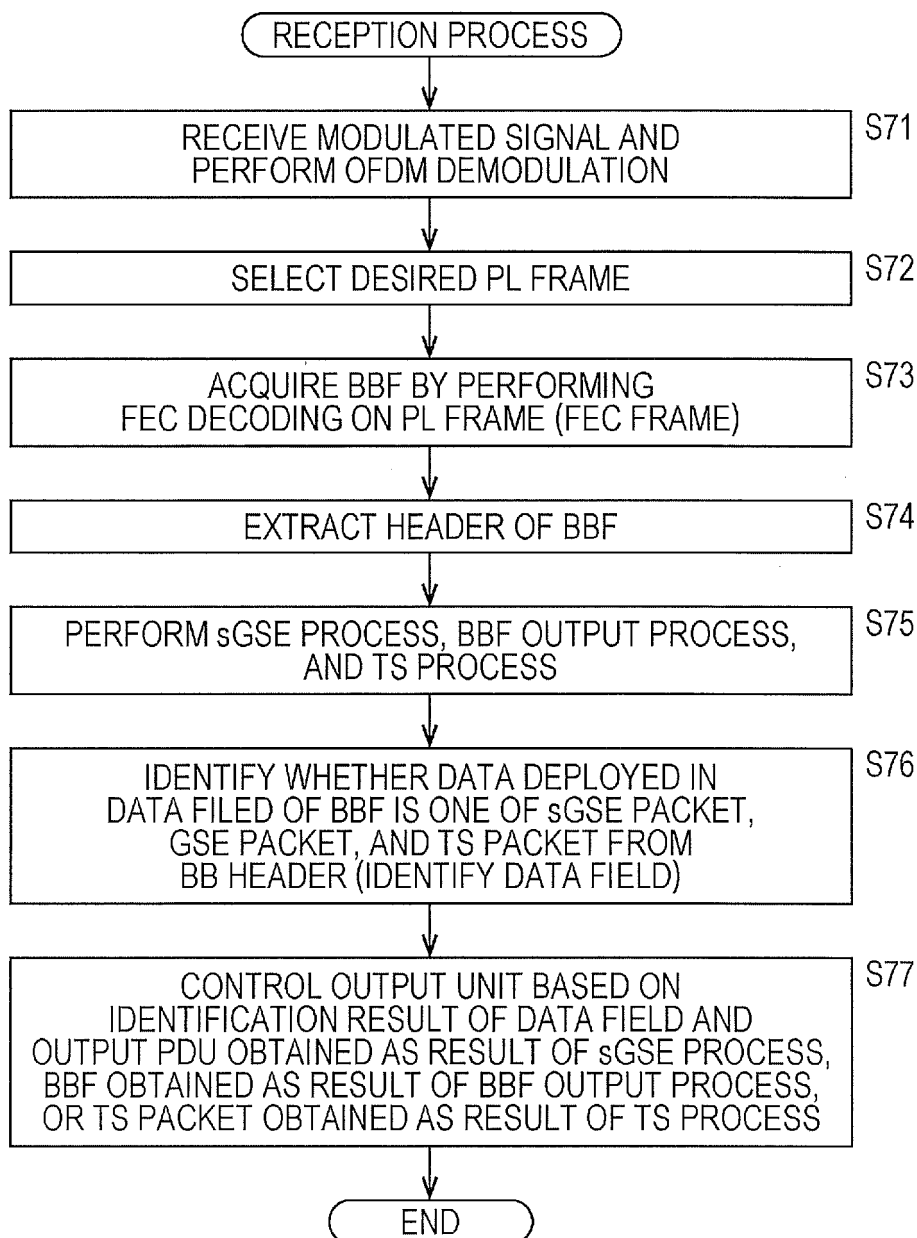 RECEPTION PROCESS
S71
RECEIVE MODULATED SIGNAL AND
PERFORM OFDM DEMODULATION
S72
SELECT DESIRED PL FRAME
S73
ACQUIRE BBF BY PERFORMING
FEC DECODING ON PL FRAME (FEC FRAME)
S74
EXTRACT HEADER OF BBF
S75
PERFORM sGSE PROCESS, BBF OUTPUT PROCESS,
AND TS PROCESS
S76
IDENTIFY WHETHER DATA DEPLOYED IN
DATA FILED OF BBF IS ONE OF sGSE PACKET,
GSE PACKET, AND TS PACKET FROM
BB HEADER (IDENTIFY DATA FIELD)
S77
CONTROL OUTPUT UNIT BASED ON
IDENTIFICATION RESULT OF DATA FIELD AND
OUTPUT PDU OBTAINED AS RESULT OF sGSE PROCESS,
BBF OBTAINED AS RESULT OF BBF OUTPUT PROCESS,
OR TS PACKET OBTAINED AS RESULT OF TS PROCESS
END